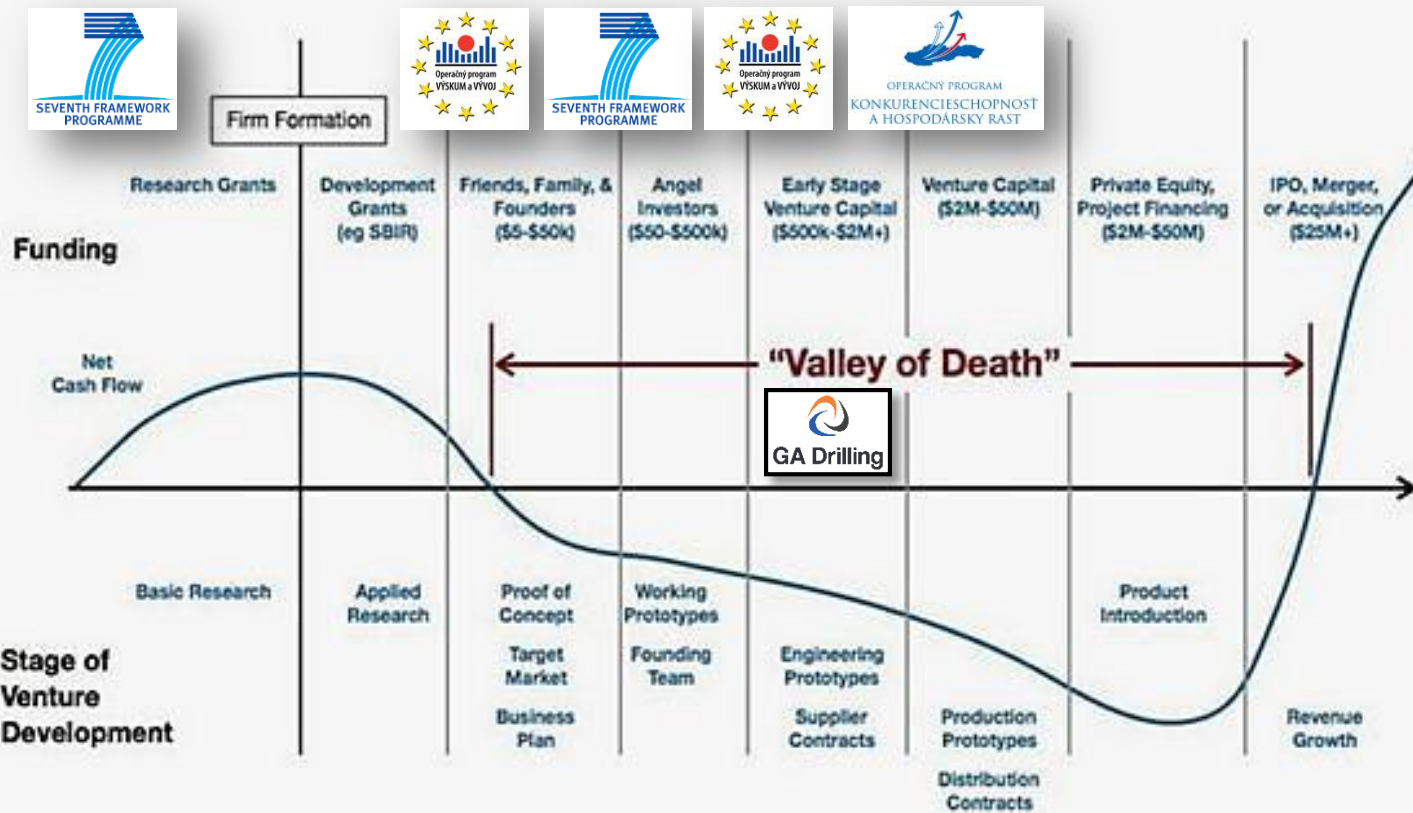 SEVENTH FRAMEWORK
PROGRAMME
Operačný program
VÝSKUM a VÝVOJ
SEVENTH FRAMEWORK
PROGRAMME
Operačný program
VÝSKUM a VÝVOJ
OPERAČNÝ PROGRAM
KONKURENCIESCHOPNOSŤ
A HOSPODÁRSKY RAST
Firm Formation
Funding
Research Grants
Development
Grants
(eg SBIR)
Friends, Family, &
Founders
($5-$50k)
Angel
Investors
($50-$500k)
Early Stage
Venture Capital
($500k-$2M+)
Venture Capital
($2M-$50M)
Private Equity,
Project Financing
($2M-$50M)
IPO, Merger,
or Acquisition
($25M+)
Net
Cash Flow
"Valley of Death"
GA Drilling
Stage of
Venture
Development
Basic Research
Applied
Research
Proof of
Concept
Target
Market
Business
Plan
Working
Prototypes
Founding
Team
Engineering
Prototypes
Supplier
Contracts
Production
Prototypes
Distribution
Contracts
Product
Introduction
Revenue
Growth